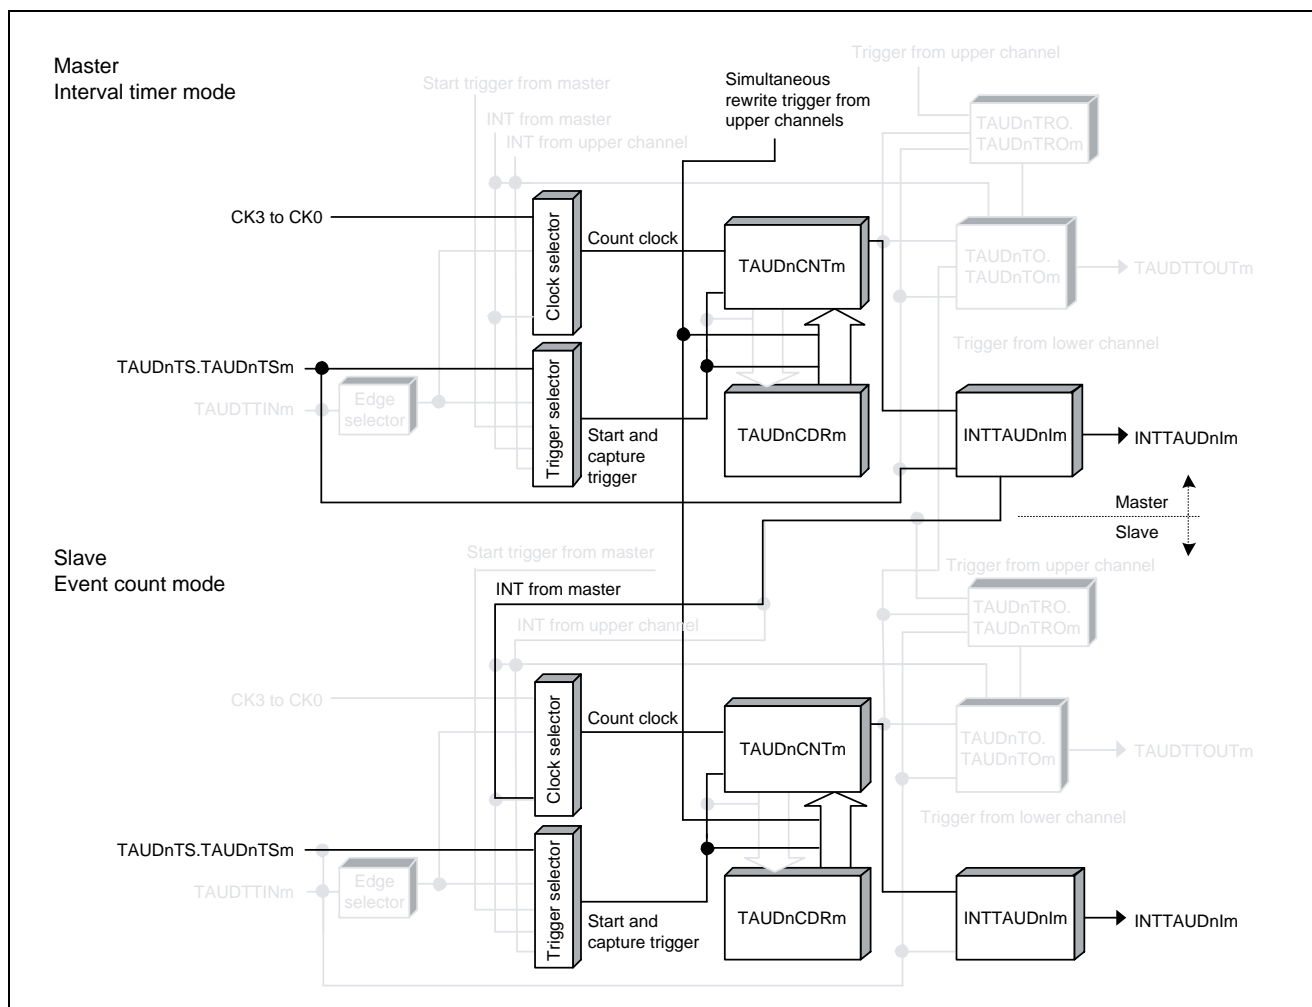 Master
Interval timer mode
Trigger from upper channel
Start trigger from master
Simultaneous
rewrite trigger from
upper channels
INT from master
INT from upper channel
TAUDnTRO.
TAUDnTROm
CK3 to CK0
Clock selector
Count clock
TAUDnCNTm
TAUDnTO.
TAUDnTOm
TAUDTTOUTm
Trigger from lower channel
TAUDnTS.TAUDnTSm
TAUDTTINm
Edge
selector
Trigger selector
Start and
capture
trigger
TAUDnCDRm
INTTAUDnIm
INTTAUDnIm
Master
Slave
Slave
Event count mode
Start trigger from master
Trigger from upper channel
INT from master
INT from upper channel
TAUDnTRO.
TAUDnTROm
CK3 to CK0
Clock selector
Count clock
TAUDnCNTm
TAUDnTO.
TAUDnTOm
TAUDTTOUTm
Trigger from lower channel
TAUDnTS.TAUDnTSm
TAUDTTINm
Edge
selector
Trigger selector
Start and
capture trigger
TAUDnCDRm
INTTAUDnIm
INTTAUDnIm